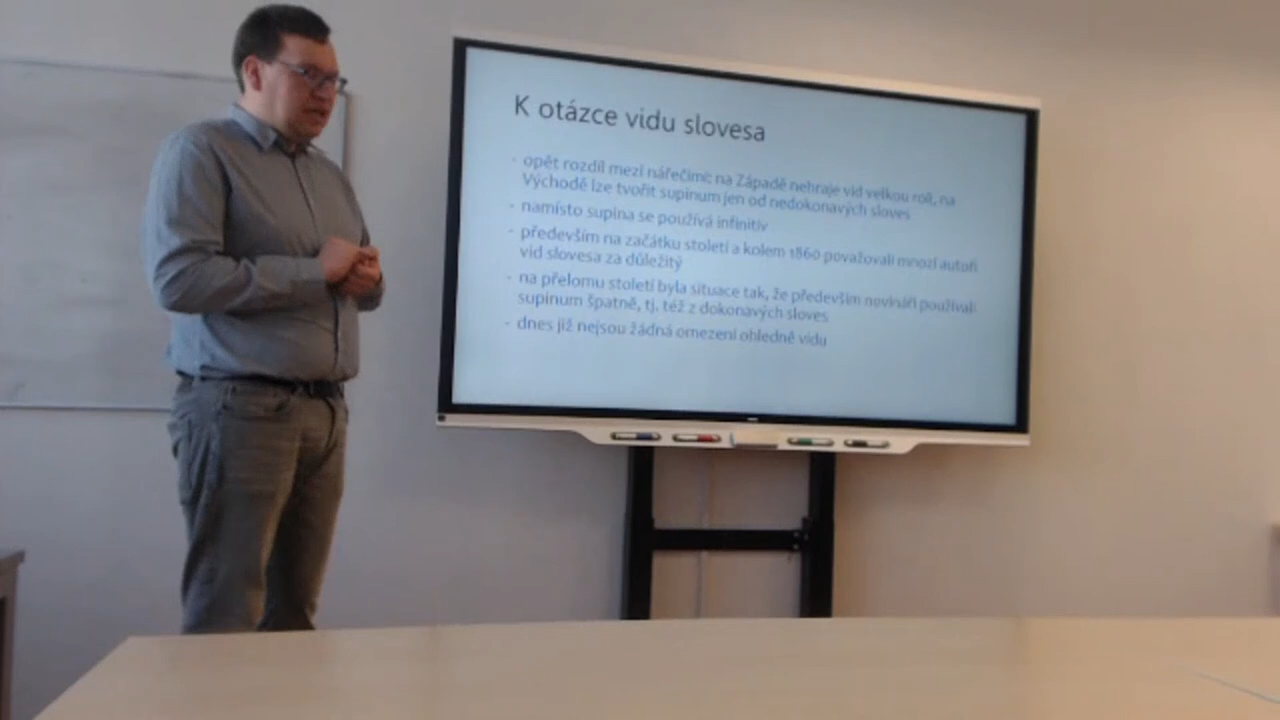 K otázce vidu slovesa
- opět rozdíl mezi nářečími: na Západě nehraje vid velkou roli, na
Východě lze tvořit supinum jen od nedokonavých sloves
- namísto supina se používá infinitiv
- především na začátku století a kolem 1860 považovali mnozí autoři
vid slovesa za důležitý
- na přelomu století byla situace tak, že především novináři používali
supinum špatně, tj. též z dokonavých sloves
- dnes již nejsou žádná omezení ohledně vidu